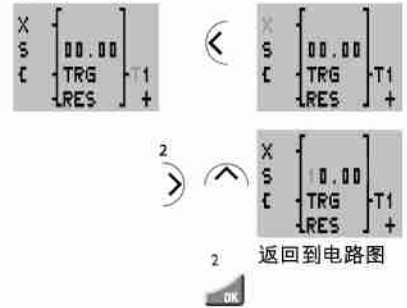 X
S 00.00
C TRG T1
RES +
X
S 00.00
C TRG T1
RES +
2
X
S 10.00
C TRG T1
RES +
2
OK
返回到电路图